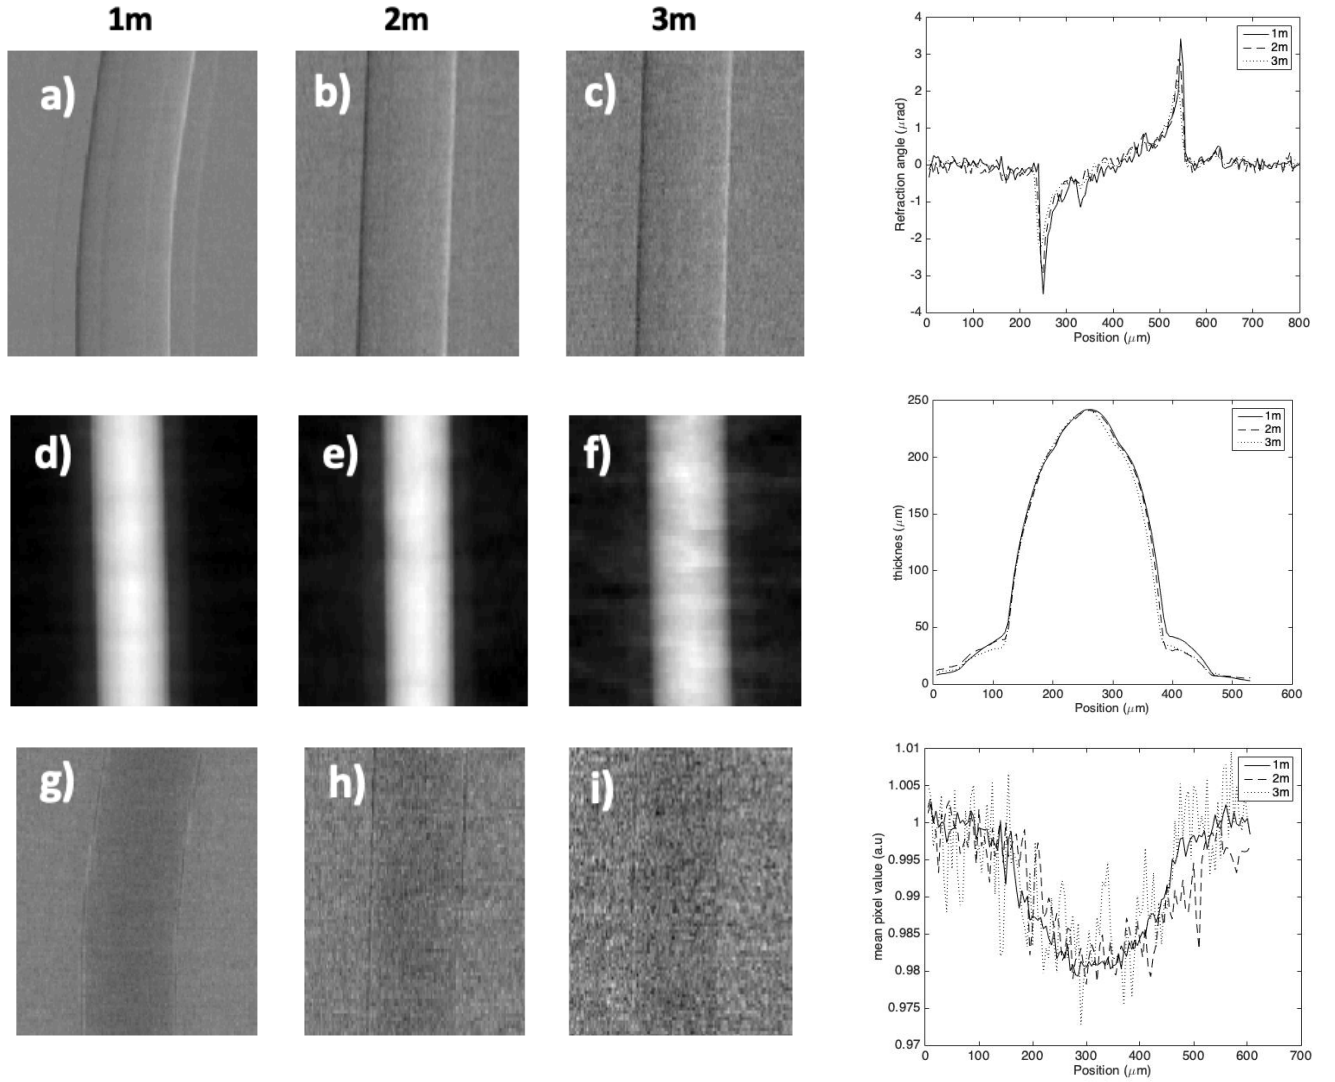 1m
2m
3m
a)
b)
c)
4
3
2
1
0
-1
-2
-3
-4
Refraction angle (μrad)
0
100
200
300
400
500
600
700
800
Position (μm)
1m
2m
3m
d)
e)
f)
250
200
150
100
50
0
thicknes (μm)
0
100
200
300
400
500
600
Position (μm)
1m
2m
3m
g)
h)
i)
1.01
1.005
1
0.995
0.99
0.985
0.98
0.975
0.97
mean pixel value (a.u)
0
100
200
300
400
500
600
700
Position (μm)
1m
2m
3m